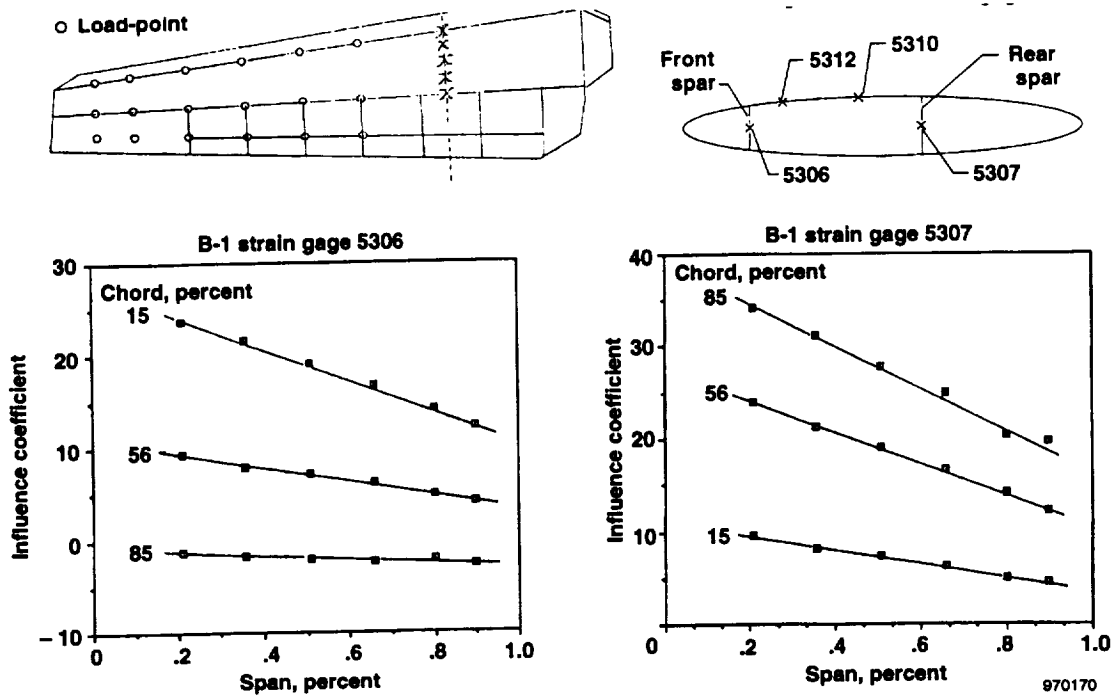 Load-point
Front
spar
5312
5310
Rear
spar
5306
5307
B-1 strain gage 5306
30
20
10
0
– 10
Influence coefficient
Chord, percent
15
56
85
0 .2 .4 .6 .8 1.0
Span, percent
B-1 strain gage 5307
40
30
20
10
Influence coefficient
Chord, percent
85
56
15
0 .2 .4 .6 .8 1.0
Span, percent
970170